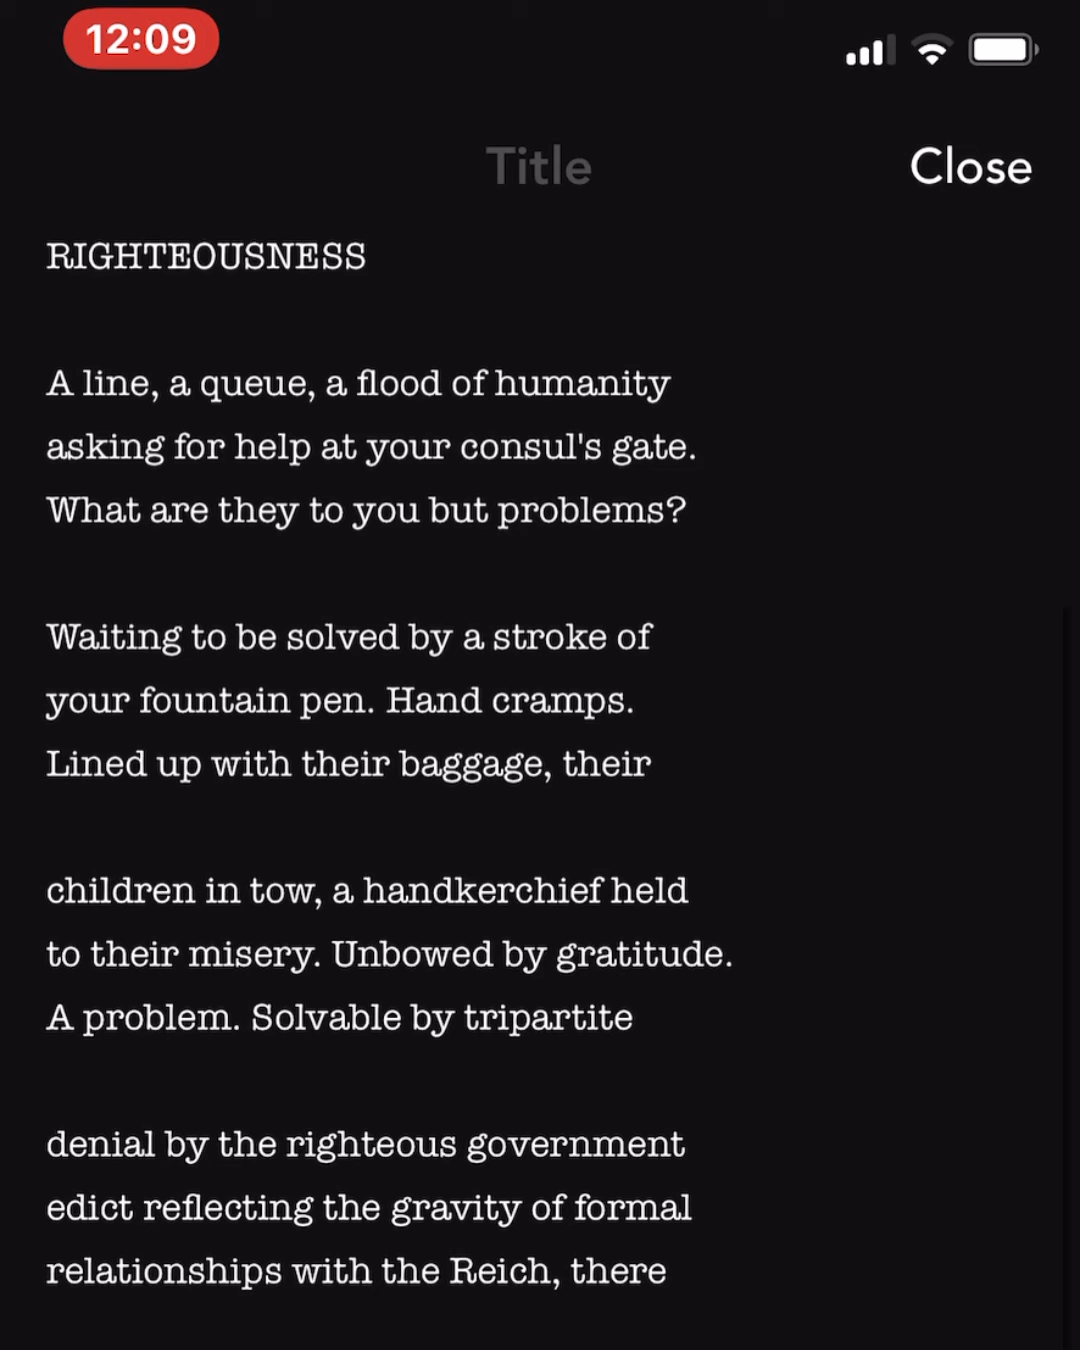 12:09
Title
Close
RIGHTEOUSNESS
A line, a queue, a flood of humanity
asking for help at your consul's gate.
What are they to you but problems?
Waiting to be solved by a stroke of
your fountain pen. Hand cramps.
Lined up with their baggage, their
children in tow, a handkerchief held
to their misery. Unbowed by gratitude.
A problem. Solvable by tripartite
denial by the righteous government
edict reflecting the gravity of formal
relationships with the Reich, there